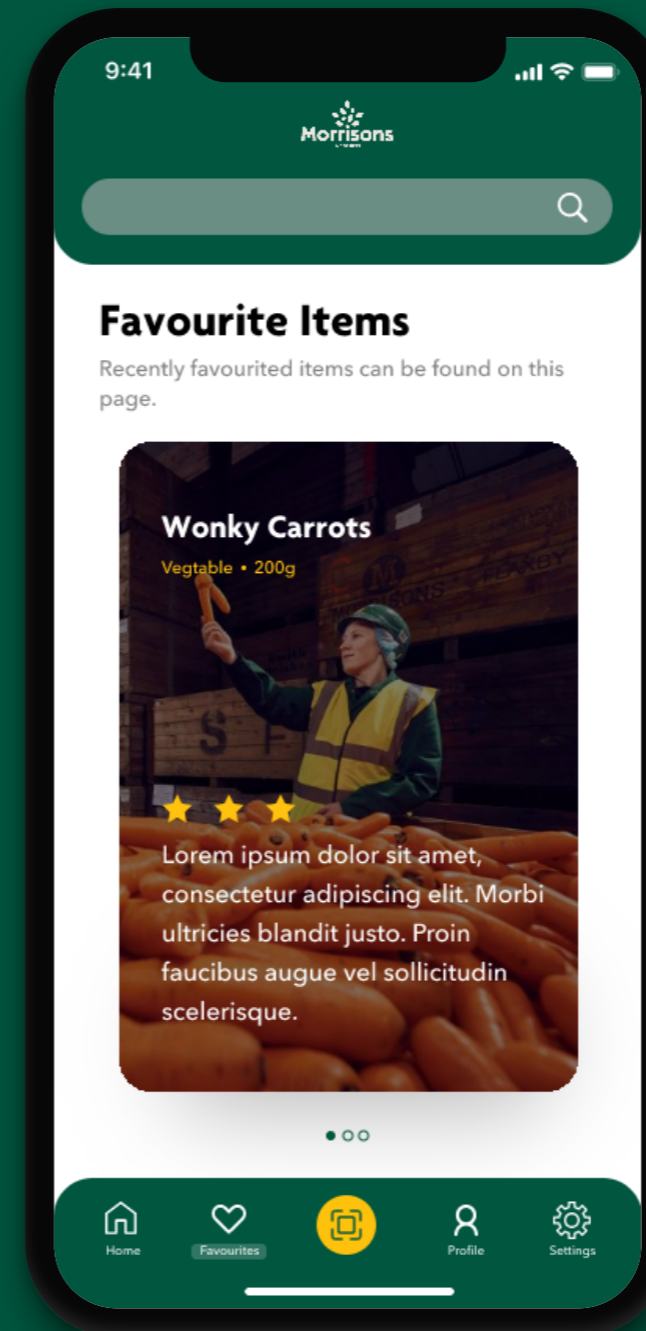 9:41
Morrisons
Favourite Items
Recently favourited items can be found on this
page.
Wonky Carrots
Vegtable • 200g
M
MORRISONS
FLAXBY
S F
Lorem ipsum dolor sit amet,
consectetur adipiscing elit. Morbi
ultricies blandit justo. Proin
faucibus augue vel sollicitudin
scelerisque.
Home
Favourites
Profile
Settings